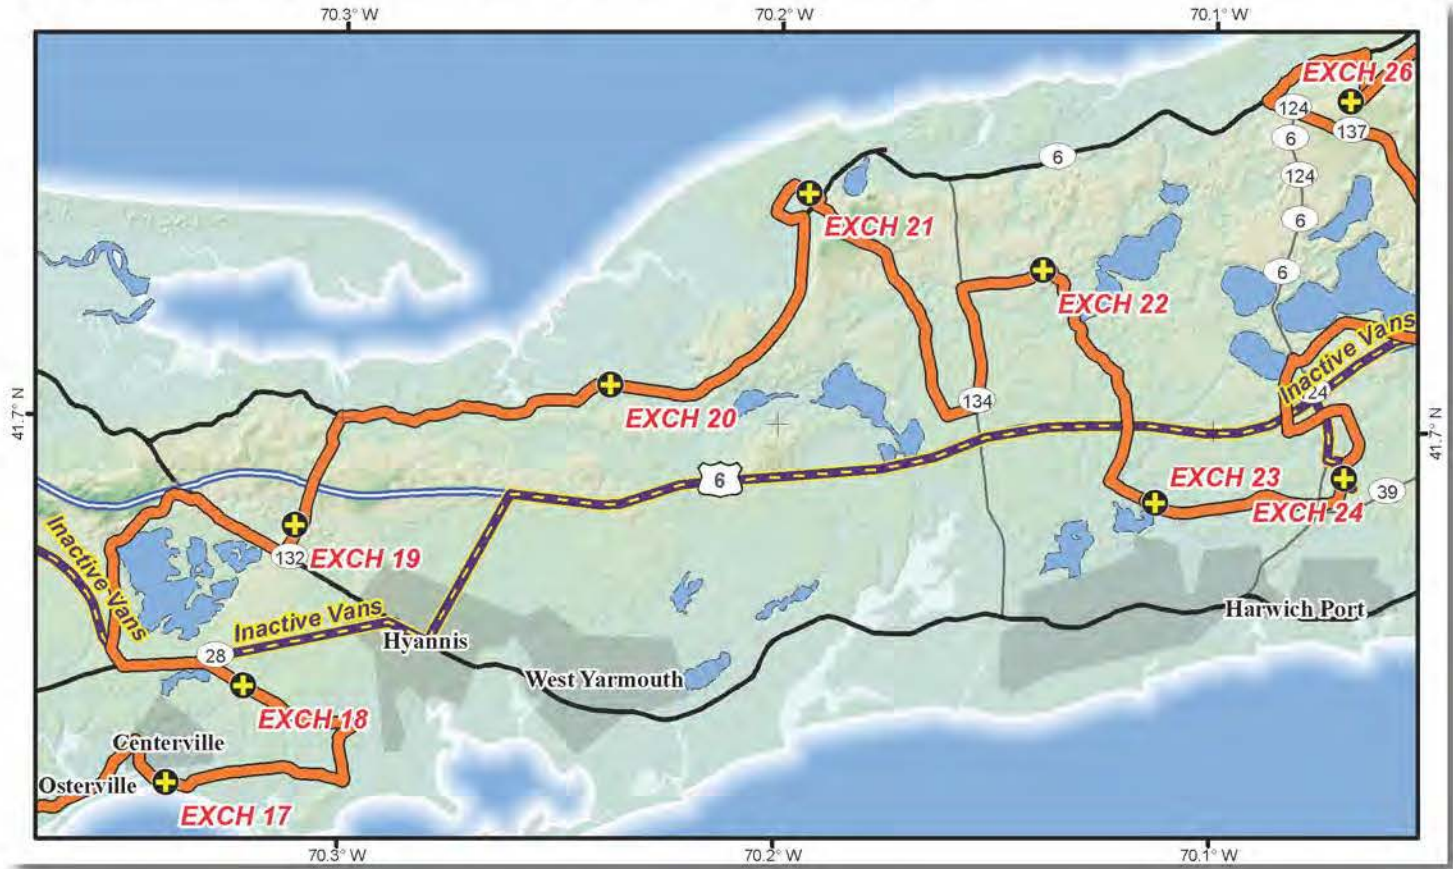 70.3° W
70.2° W
70.1° W
EXCH 26
124
137
6
6
124
6
6
EXCH 21
EXCH 22
Inactive Vans
41.7° N
EXCH 20
134
24
41.7° N
6
EXCH 23
39
EXCH 24
Inactive Vans
132
EXCH 19
Inactive Vans
Hyannis
Harwich Port
28
West Yarmouth
EXCH 18
Centerville
Osterville
EXCH 17
70.3° W
70.2° W
70.1° W